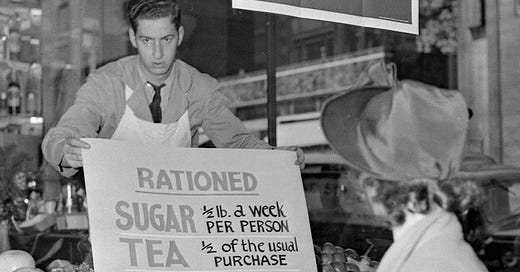 RATIONED
SUGAR ½ lb. a week
PER PERSON
TEA ½ of the usual
PURCHASE